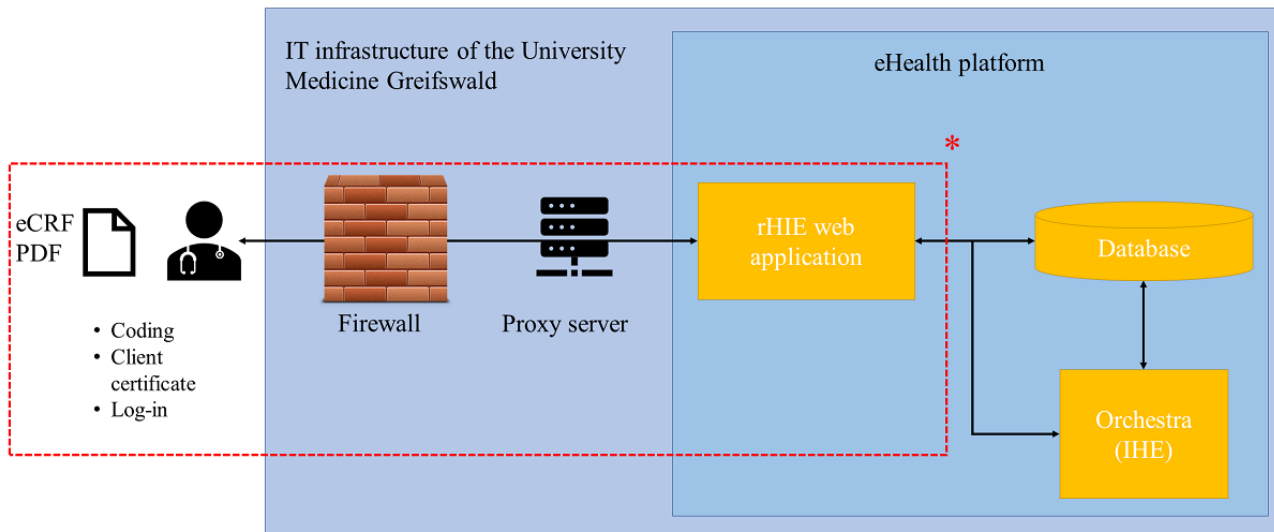 IT infrastructure of the University
Medicine Greifswald
eHealth platform
*
eCRF
PDF
rHIE web
application
Database
Firewall
Proxy server
• Coding
• Client
certificate
• Log-in
Orchestra
(IHE)